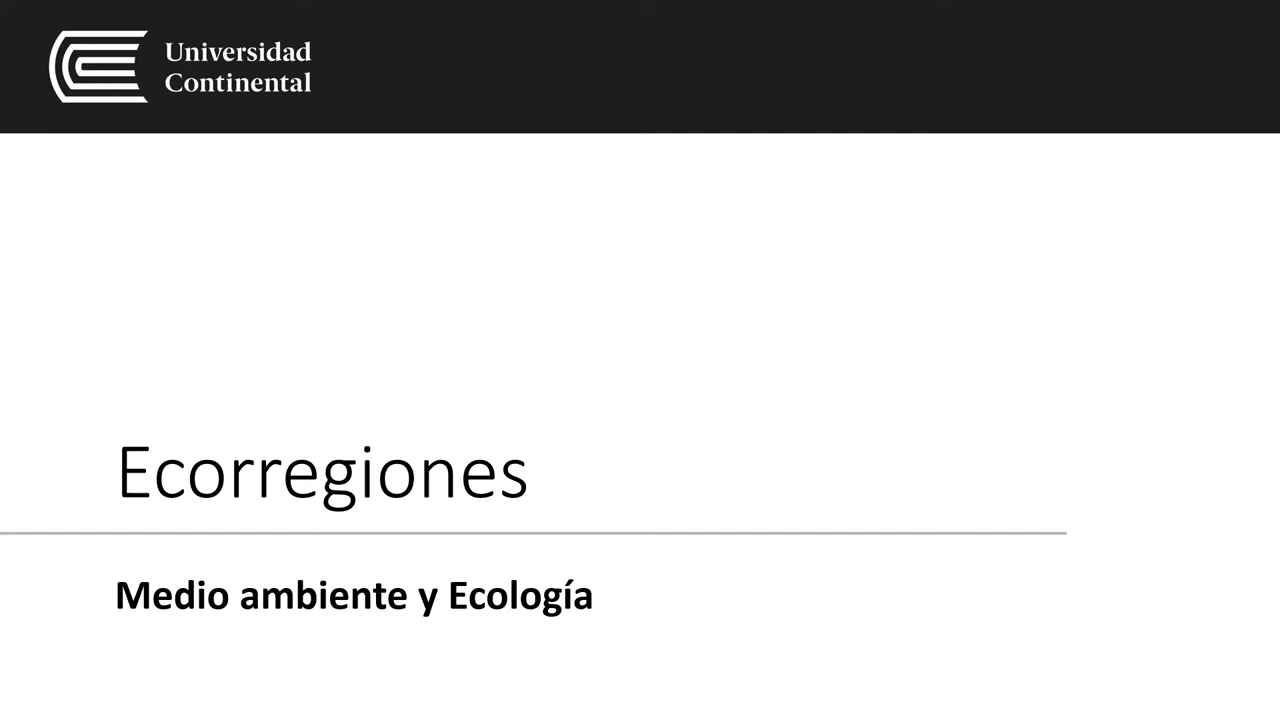 Universidad
Continental
Ecorregiones
Medio ambiente y Ecología